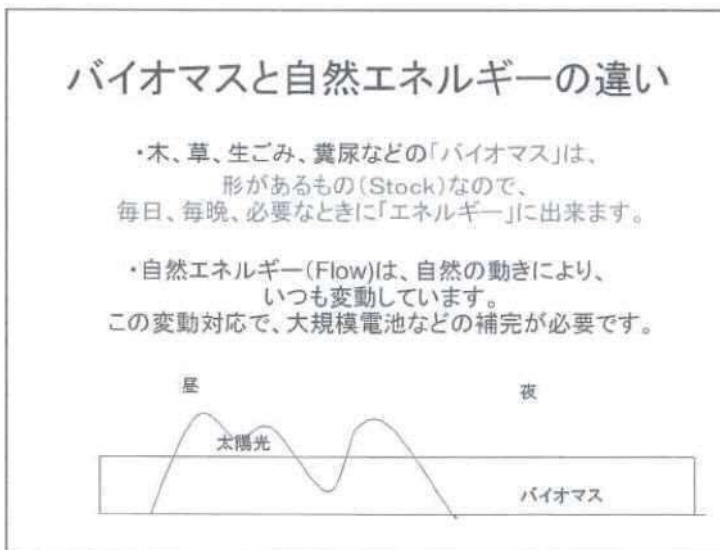 バイオマスと自然エネルギーの違い
・木、草、生ごみ、糞尿などの「バイオマス」は、
形があるもの(Stock)なので、
毎日、毎晩、必要なときに「エネルギー」に出来ます。
・自然エネルギー(Flow)は、自然の動きにより、
いつも変動しています。
この変動対応で、大規模電池などの補完が必要です。
昼
夜
太陽光
バイオマス